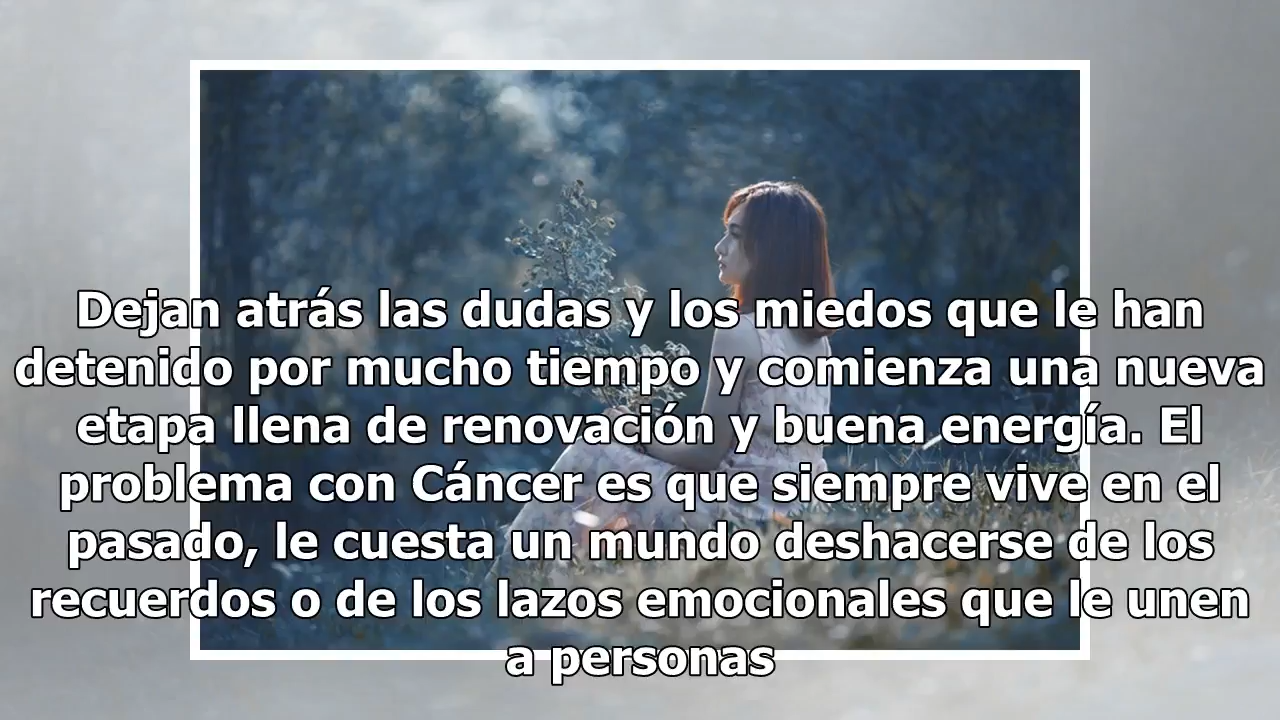 Dejan atrás las dudas y los miedos que le han
detenido por mucho tiempo y comienza una nueva
etapa llena de renovación y buena energía. El
problema con Cáncer es que siempre vive en el
pasado, le cuesta un mundo deshacerse de los
recuerdos o de los lazos emocionales que le unen
a personas